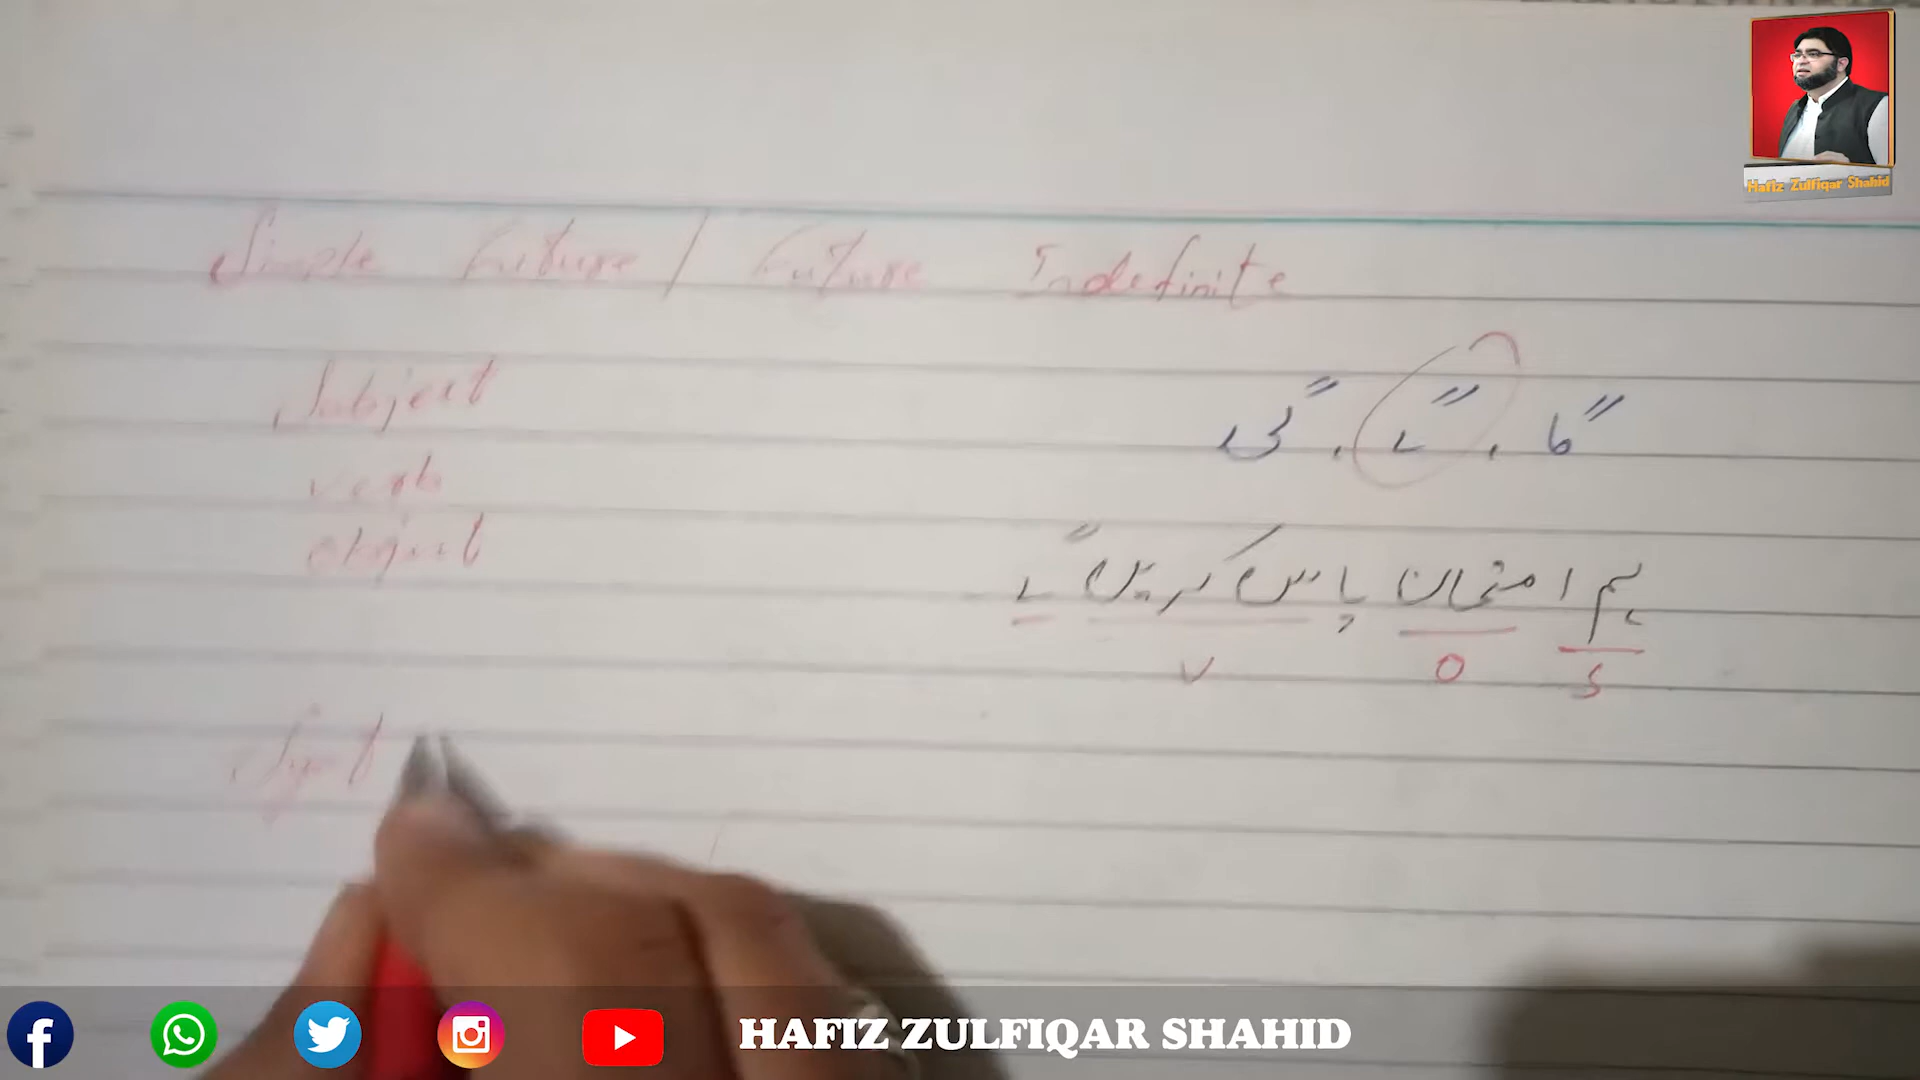 Hafiz Zulfiqar Shahid
Simple Future / Future Indefinite
Subject
گا ، گے ، گی
verb
object
ہم امتحان پاس کریں گے
S O V
HAFIZ ZULFIQAR SHAHID